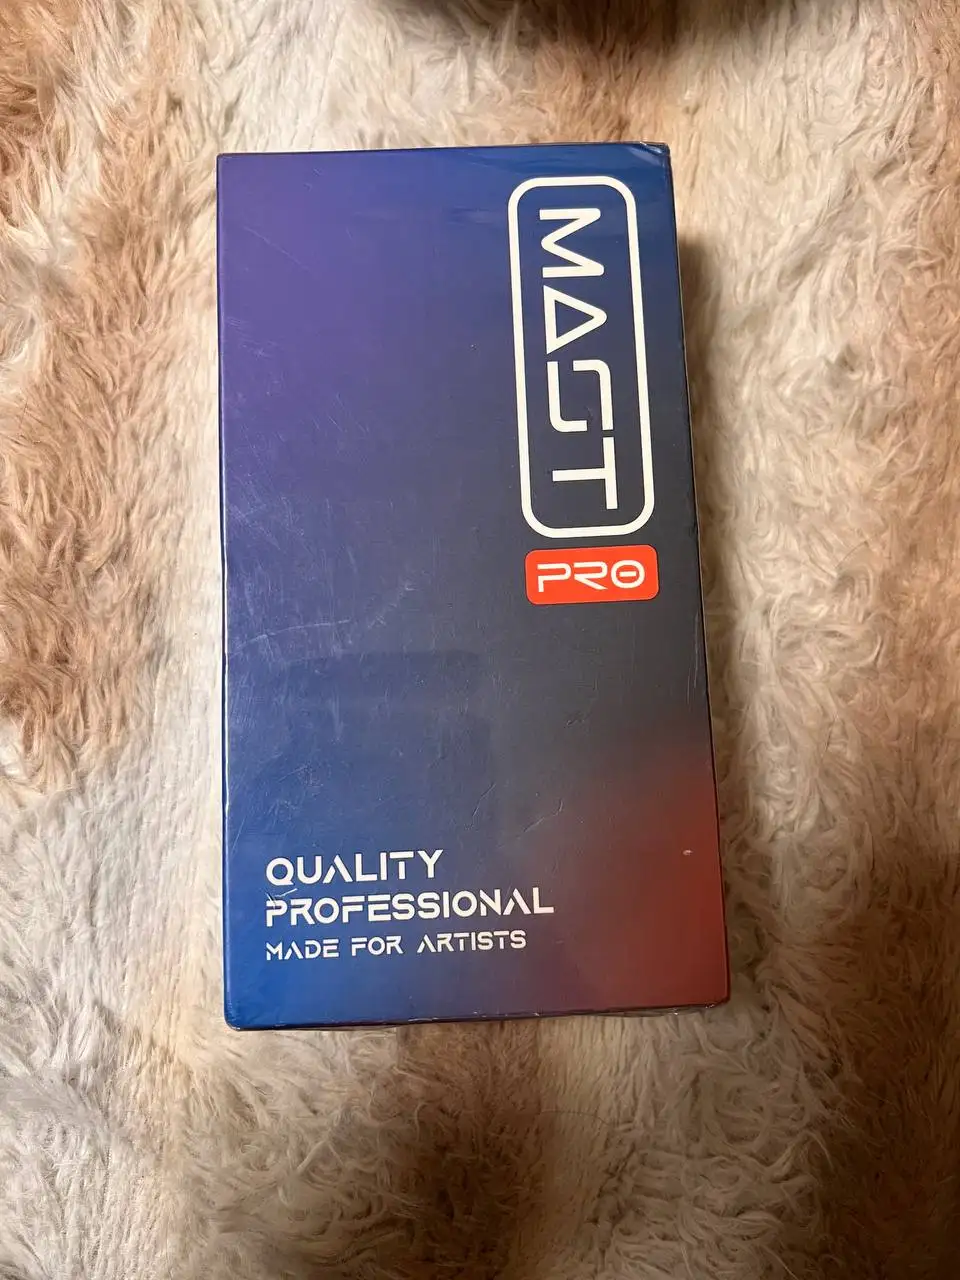 MAST
PRO
QUALITY
PROFESSIONAL
MADE FOR ARTISTS